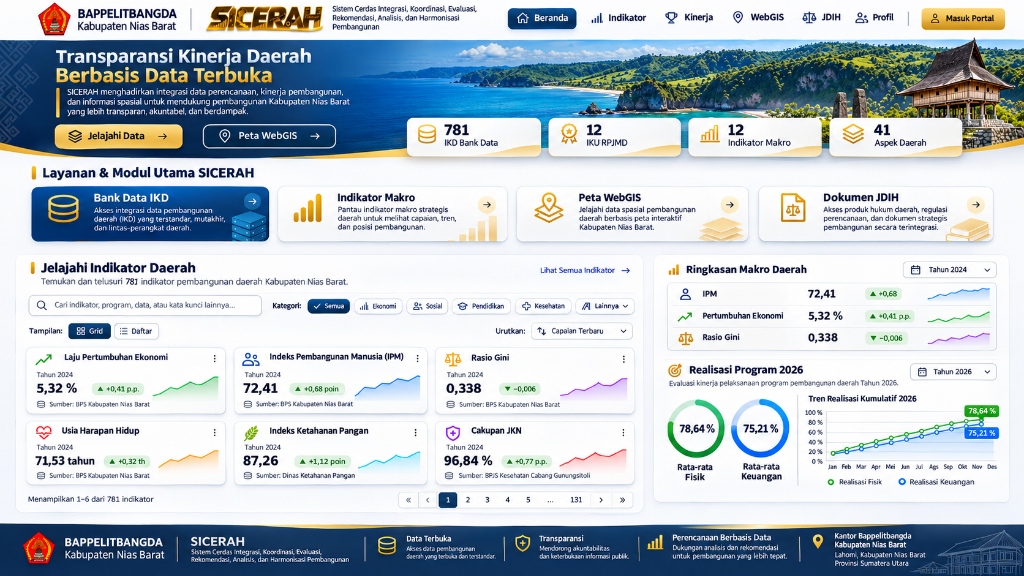 BAPPELITBANGDA
Kabupaten Nias Barat
SICERAH
Sistem Cerdas Integrasi, Koordinasi, Evaluasi,
Rekomendasi, Analisis, dan Harmonisasi
Pembangunan
Beranda
Indikator
Kinerja
WebGIS
JDIH
Profil
Masuk Portal
Transparansi Kinerja Daerah
Berbasis Data Terbuka
SICERAH menghadirkan integrasi data perencanaan, kinerja pembangunan,
dan informasi spasial untuk mendukung pembangunan Kabupaten Nias Barat
yang lebih transparan, akuntabel, dan berdampak.
Jelajahi Data →
Peta WebGIS →
781
IKD Bank Data
12
IKU RPJMD
12
Indikator Makro
41
Aspek Daerah
Layanan & Modul Utama SICERAH
Bank Data IKD
Akses integrasi data pembangunan
daerah (IKD) yang terstandar, mutakhir,
dan lintas-perangkat daerah.
Indikator Makro
Pantau indikator makro strategis
daerah untuk melihat capaian, tren,
dan posisi pembangunan.
Peta WebGIS
Jelajahi data spasial pembangunan
daerah berbasis peta interaktif
Kabupaten Nias Barat.
Dokumen JDIH
Akses produk hukum daerah, regulasi
perencanaan, dan dokumen strategis
pembangunan secara terintegrasi.
Jelajahi Indikator Daerah
Temukan dan telusuri 781 indikator pembangunan daerah Kabupaten Nias Barat.
Lihat Semua Indikator →
Cari indikator, program, data, atau kata kunci lainnya...
Kategori:
Semua
Ekonomi
Sosial
Pendidikan
Kesehatan
Lainnya
Tampilan:
Grid
Daftar
Urutkan:
Capaian Terbaru
Laju Pertumbuhan Ekonomi
Tahun 2024
5,32 %
▲ +0,41 p.p.
Sumber: BPS Kabupaten Nias Barat
Indeks Pembangunan Manusia (IPM)
Tahun 2024
72,41
▲ +0,68 poin
Sumber: BPS Kabupaten Nias Barat
Rasio Gini
Tahun 2024
0,338
▼ −0,006
Sumber: BPS Kabupaten Nias Barat
Usia Harapan Hidup
Tahun 2024
71,53 tahun
▲ +0,32 th
Sumber: BPS Kabupaten Nias Barat
Indeks Ketahanan Pangan
Tahun 2024
87,26
▲ +1,12 poin
Sumber: Dinas Ketahanan Pangan
Cakupan JKN
Tahun 2024
96,84 %
▲ +0,77 p.p.
Sumber: BPJS Kesehatan Cabang Gunungsitoli
Menampilkan 1–6 dari 781 indikator
« ‹ 1 2 3 4 5 ... 131 › »
Ringkasan Makro Daerah
Tahun 2024
IPM 72,41 ▲ +0,68
Pertumbuhan Ekonomi 5,32 % ▲ +0,41 p.p.
Rasio Gini 0,338 ▼ −0,006
Realisasi Program 2026
Evaluasi kinerja pelaksanaan program pembangunan daerah Tahun 2026.
Tahun 2026
78,64 %
Rata-rata
Fisik
75,21 %
Rata-rata
Keuangan
Tren Realisasi Kumulatif 2026
100 %
80 %
60 %
40 %
20 %
0 %
78,64 %
75,21 %
Jan Feb Mar Apr Mei Jun Jul Ags Sep Okt Nov Des
Realisasi Fisik
Realisasi Keuangan
BAPPELITBANGDA
Kabupaten Nias Barat
SICERAH
Sistem Cerdas Integrasi, Koordinasi, Evaluasi,
Rekomendasi, Analisis, dan Harmonisasi Pembangunan
Data Terbuka
Akses data pembangunan
daerah yang terbuka dan terstandar.
Transparansi
Mendorong akuntabilitas
dan keterbukaan informasi publik.
Perencanaan Berbasis Data
Dukungan analisis dan rekomendasi
untuk pembangunan yang lebih tepat.
Kantor Bappelitbangda
Kabupaten Nias Barat
Lahomi, Kabupaten Nias Barat
Provinsi Sumatera Utara